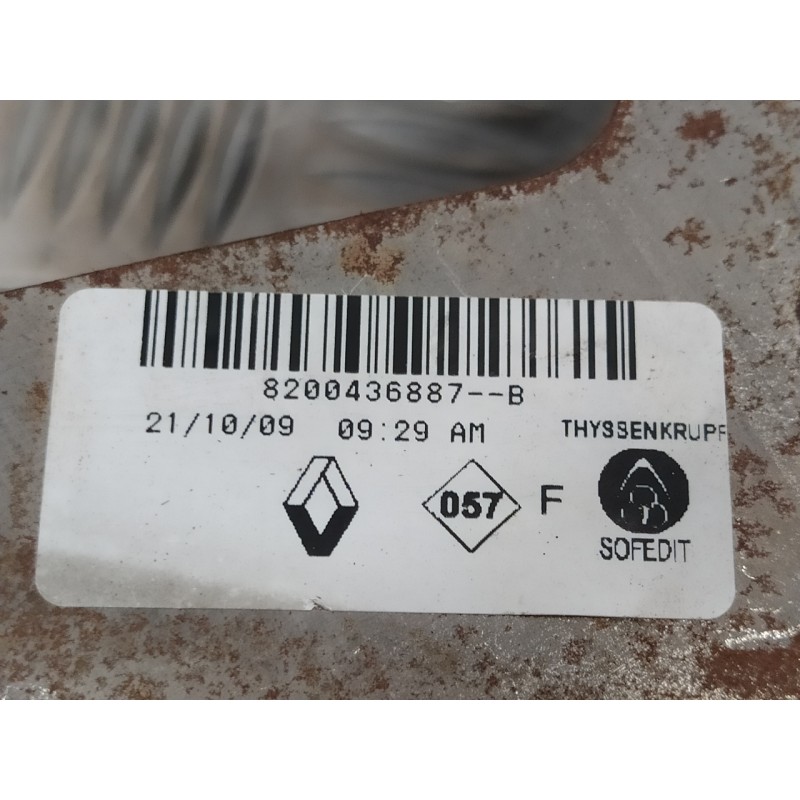 8200436887--B
21/10/09 09:29 AM THYSSENKRUPP
057 F
SOFEDIT